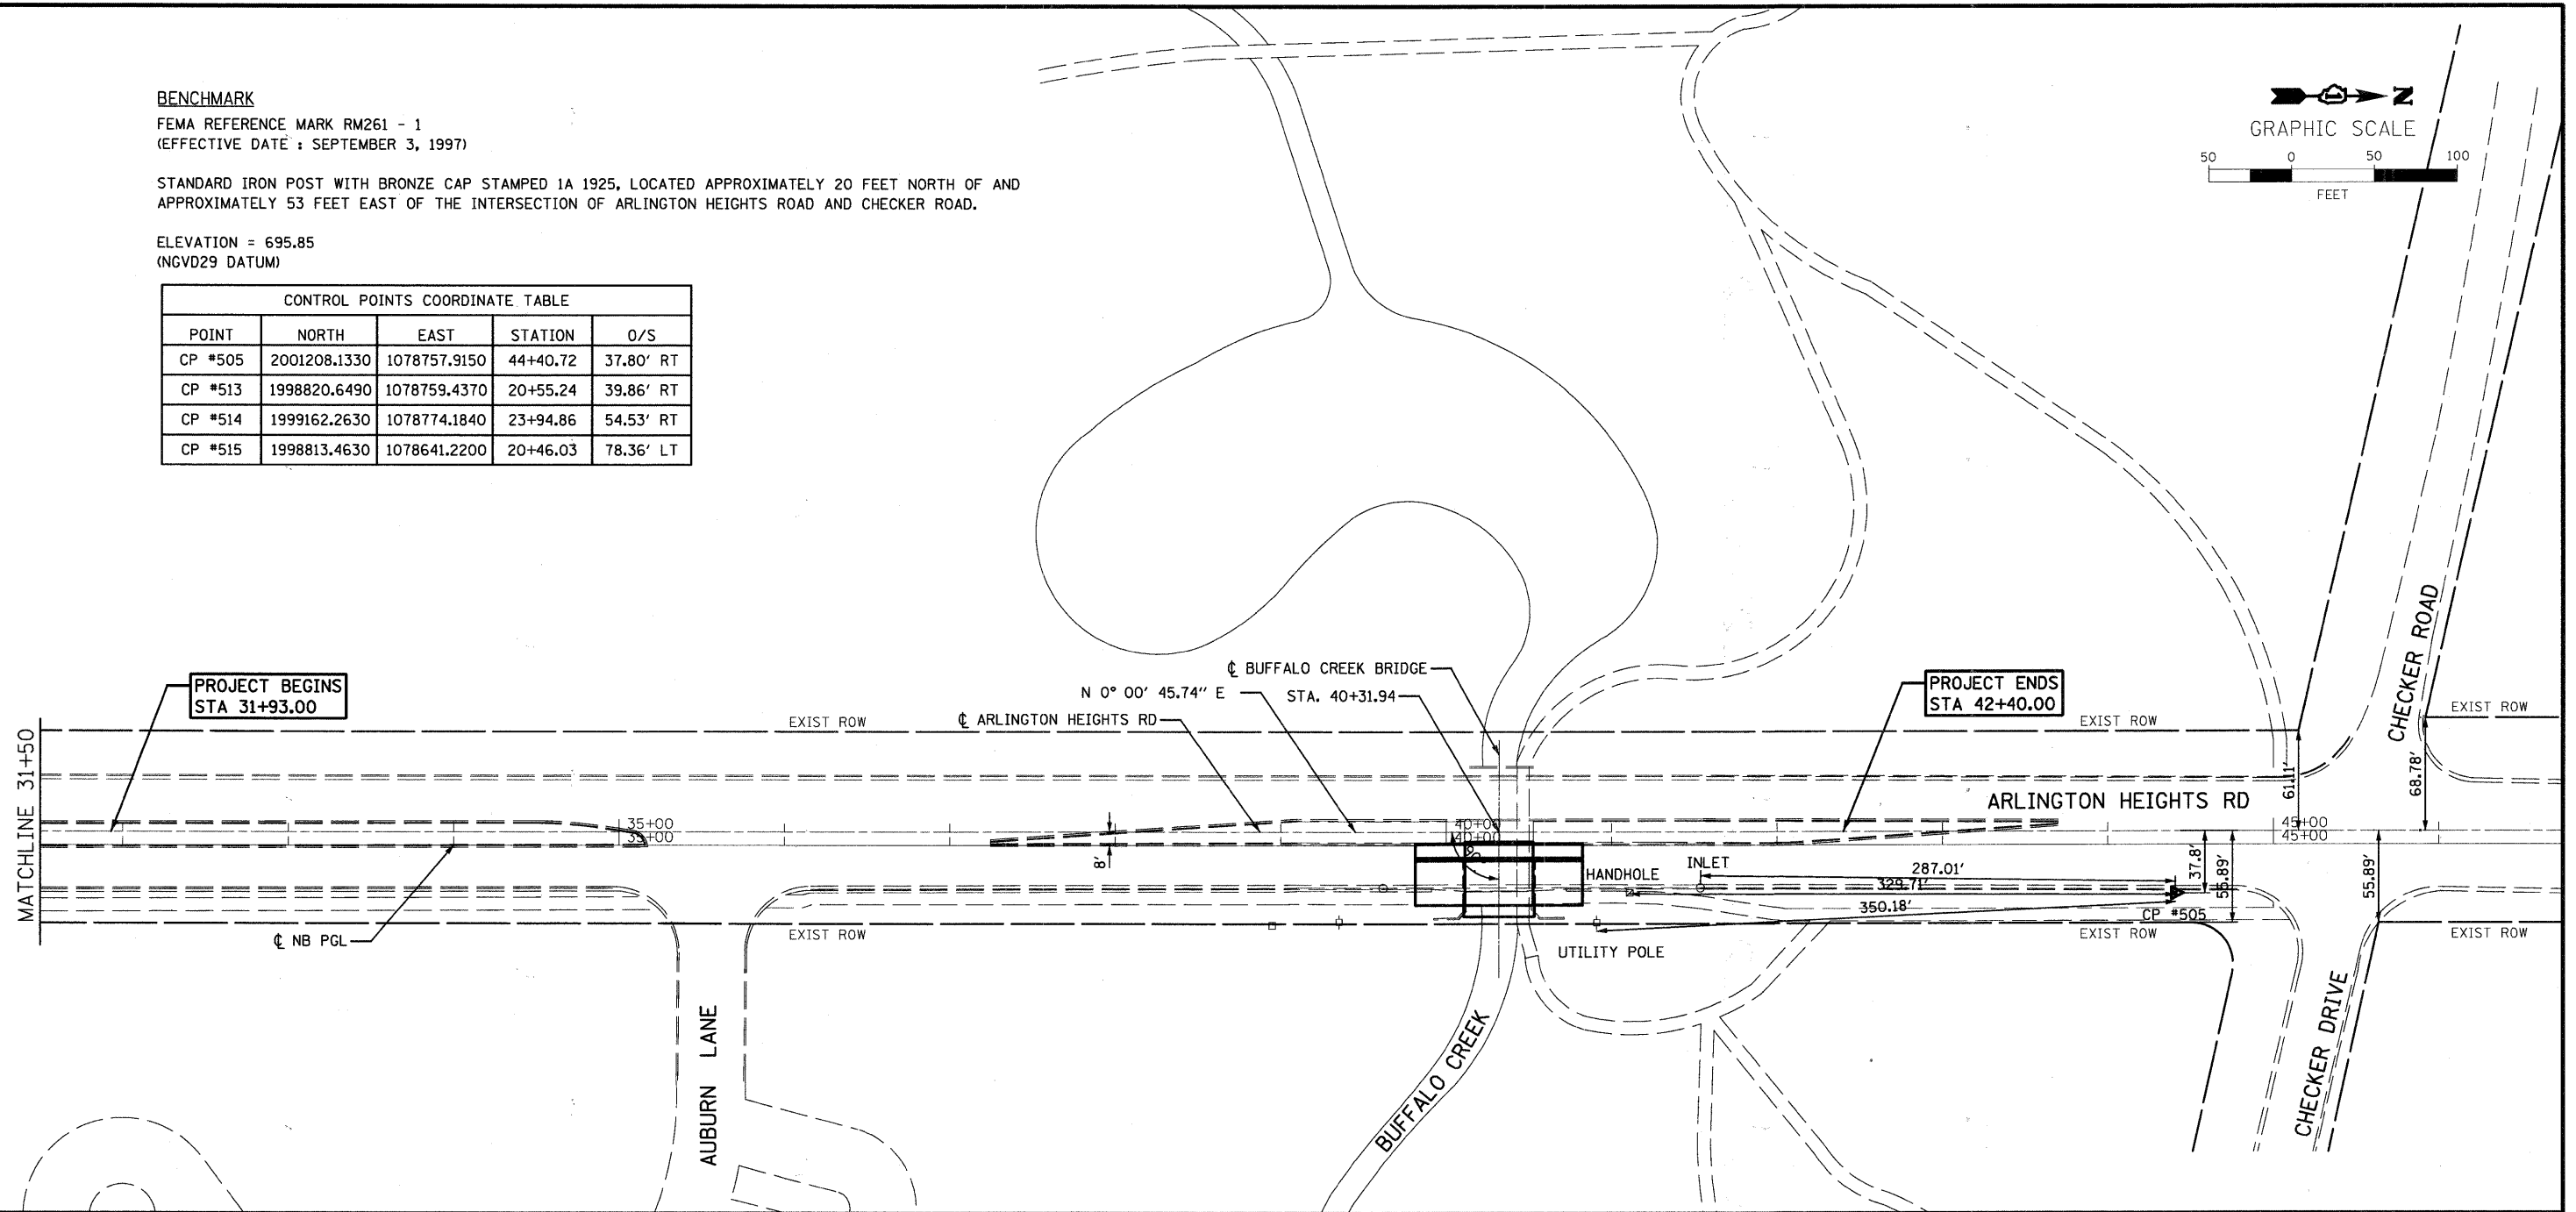 BENCHMARK
FEMA REFERENCE MARK RM261 - 1
(EFFECTIVE DATE : SEPTEMBER 3, 1997)
STANDARD IRON POST WITH BRONZE CAP STAMPED 1A 1925, LOCATED APPROXIMATELY 20 FEET NORTH OF AND
APPROXIMATELY 53 FEET EAST OF THE INTERSECTION OF ARLINGTON HEIGHTS ROAD AND CHECKER ROAD.
ELEVATION = 695.85
(NGVD29 DATUM)
CONTROL POINTS COORDINATE TABLE
POINT NORTH EAST STATION O/S
CP #505 2001208.1330 1078757.9150 44+40.72 37.80' RT
CP #513 1998820.6490 1078759.4370 20+55.24 39.86' RT
CP #514 1999162.2630 1078774.1840 23+94.86 54.53' RT
CP #515 1998813.4630 1078641.2200 20+46.03 78.36' LT
N
GRAPHIC SCALE
50 0 50 100
FEET
PROJECT BEGINS
STA 31+93.00
MATCHLINE 31+50
EXIST ROW
℄ BUFFALO CREEK BRIDGE
N 0° 00' 45.74" E
STA. 40+31.94
℄ ARLINGTON HEIGHTS RD
PROJECT ENDS
STA 42+40.00
EXIST ROW
CHECKER ROAD
EXIST ROW
61.11'
68.78'
ARLINGTON HEIGHTS RD
35+00
35+00
40+00
40+00
45+00
45+00
8'
HANDHOLE
INLET
287.01'
329.71'
350.18'
37.8'
55.89'
55.89'
CP #505
℄ NB PGL
EXIST ROW
UTILITY POLE
EXIST ROW
EXIST ROW
AUBURN LANE
BUFFALO CREEK
CHECKER DRIVE